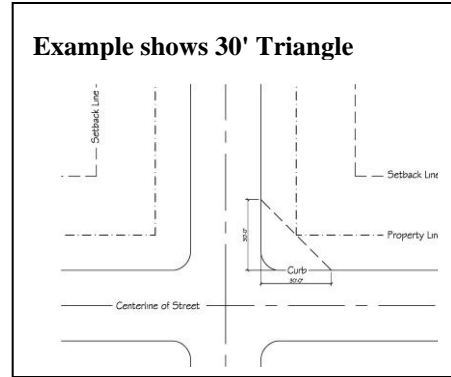 Example shows 30' Triangle
Setback Line
Setback Line
30'-0"
Property Lin
Curb
30'-0"
Centerline of Street